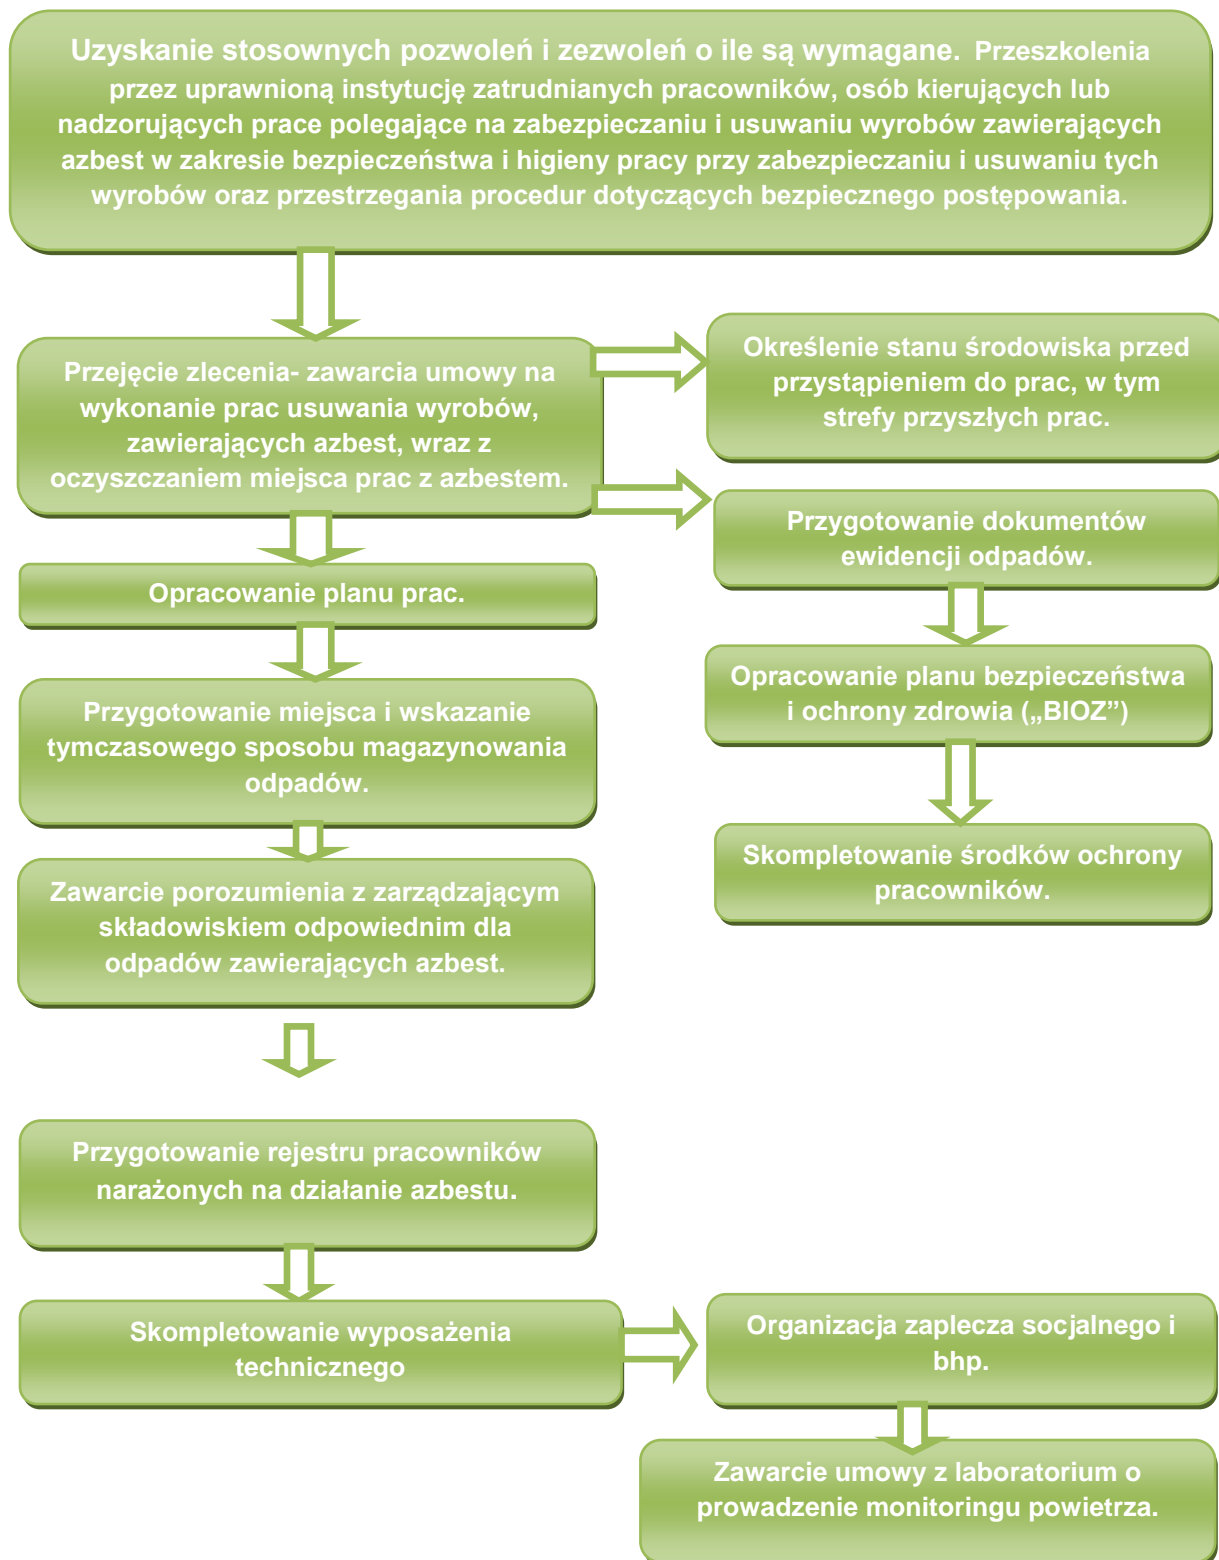 Uzyskanie stosownych pozwoleń i zezwoleń o ile są wymagane. Przeszkolenia
przez uprawnioną instytucję zatrudnianych pracowników, osób kierujących lub
nadzorujących prace polegające na zabezpieczaniu i usuwaniu wyrobów zawierających
azbest w zakresie bezpieczeństwa i higieny pracy przy zabezpieczaniu i usuwaniu tych
wyrobów oraz przestrzegania procedur dotyczących bezpiecznego postępowania.
Przejęcie zlecenia- zawarcia umowy na
wykonanie prac usuwania wyrobów,
zawierających azbest, wraz z
oczyszczaniem miejsca prac z azbestem.
Określenie stanu środowiska przed
przystąpieniem do prac, w tym
strefy przyszłych prac.
Przygotowanie dokumentów
ewidencji odpadów.
Opracowanie planu prac.
Opracowanie planu bezpieczeństwa
i ochrony zdrowia („BIOZ”)
Przygotowanie miejsca i wskazanie
tymczasowego sposobu magazynowania
odpadów.
Skompletowanie środków ochrony
pracowników.
Zawarcie porozumienia z zarządzającym
składowiskiem odpowiednim dla
odpadów zawierających azbest.
Przygotowanie rejestru pracowników
narażonych na działanie azbestu.
Skompletowanie wyposażenia
technicznego
Organizacja zaplecza socjalnego i
bhp.
Zawarcie umowy z laboratorium o
prowadzenie monitoringu powietrza.